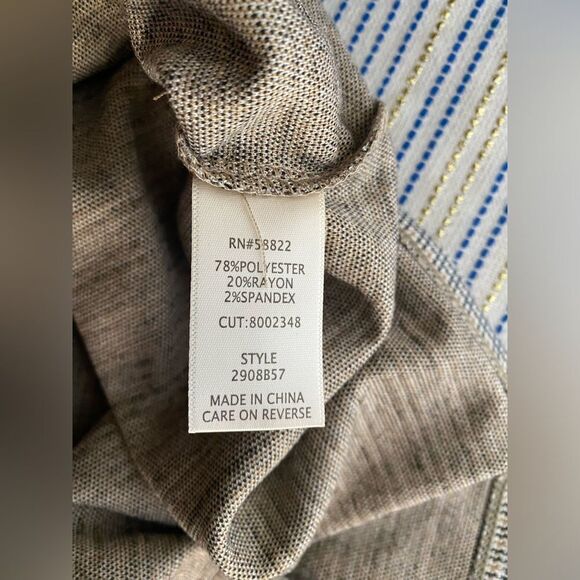 RN#58822
78%POLYESTER
20%RAYON
2%SPANDEX
CUT:8002348
STYLE
2908B57
MADE IN CHINA
CARE ON REVERSE